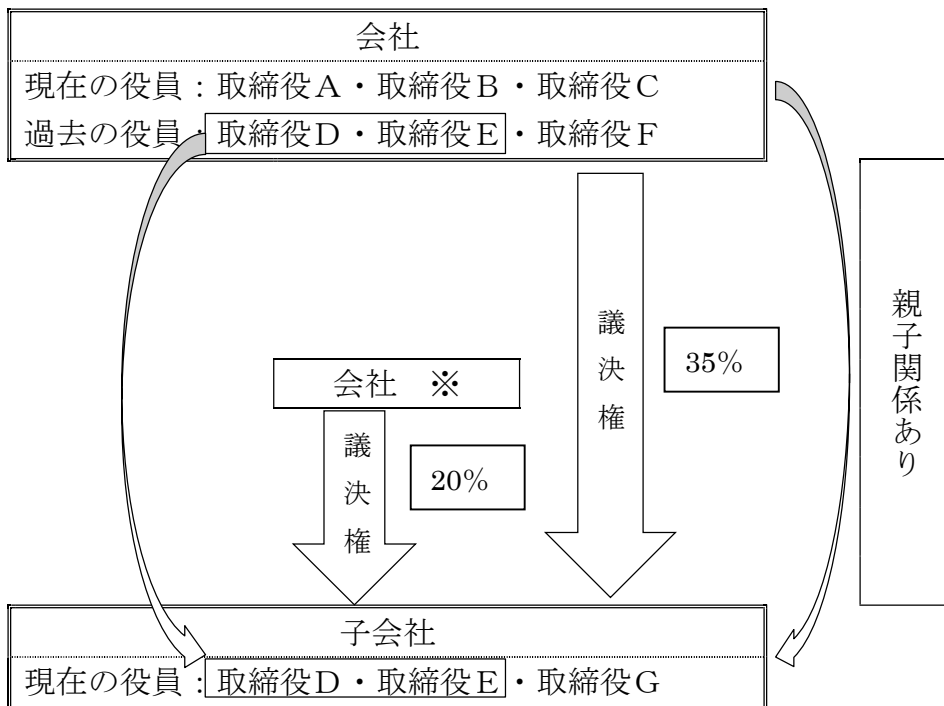 会社
現在の役員：取締役A・取締役B・取締役C
過去の役員：取締役D・取締役E・取締役F
議決権
35%
親子関係あり
会社　※
議決権
20%
子会社
現在の役員：取締役D・取締役E・取締役G